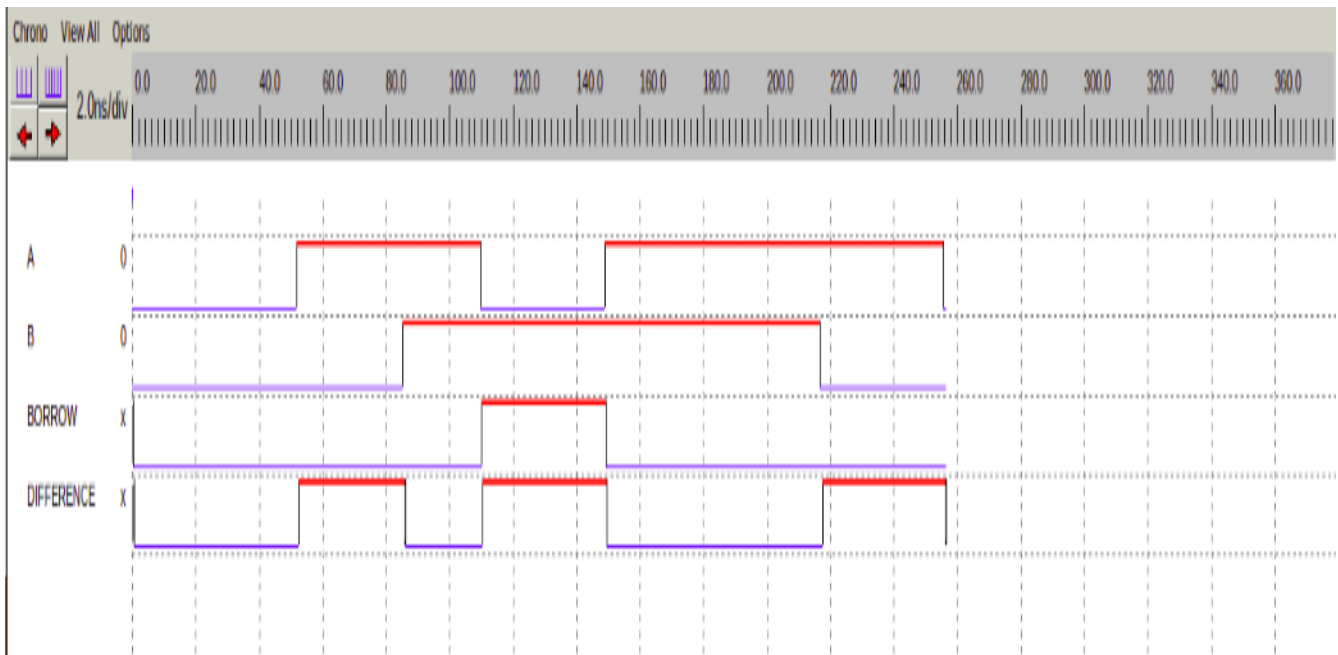 Chrono View All Options
2.0ns/div 0.0 20.0 40.0 60.0 80.0 100.0 120.0 140.0 160.0 180.0 200.0 220.0 240.0 260.0 280.0 300.0 320.0 340.0 360.0
A 0
B 0
BORROW x
DIFFERENCE x